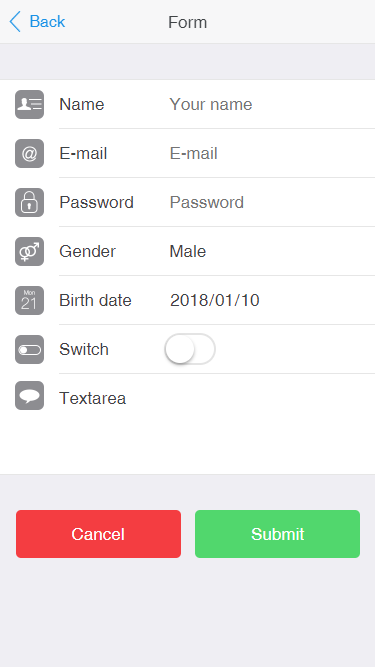 Back Form
Name Your name
@ E-mail E-mail
Password Password
Gender Male
Mon
21
Birth date 2018/01/10
Switch
Textarea
Cancel Submit